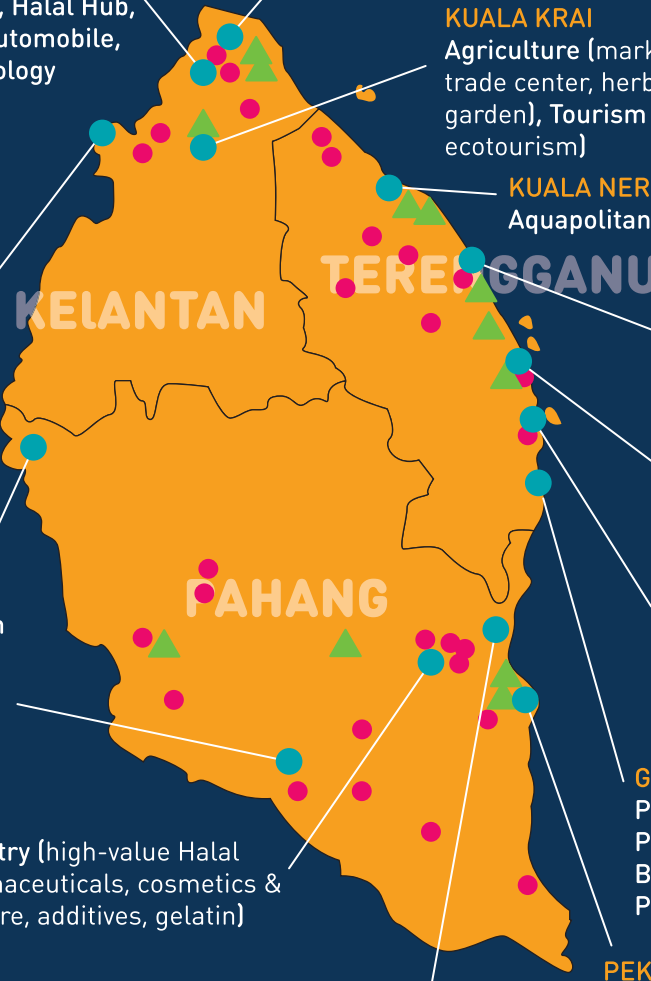 , Halal Hub,
utomobile,
ology
KUALA KRAI
Agriculture (mark
trade center, herb
garden), Tourism
ecotourism)
KUALA NER
Aquapolitan
TERENGGANU
KElANTAN
PAHANG
n
try (high-value Halal
naceuticals, cosmetics &
re, additives, gelatin)
G
P
P
B
P
PEK